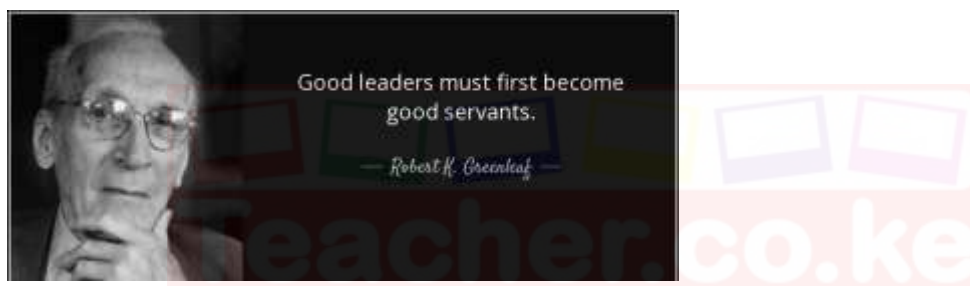 Good leaders must first become
good servants.
— Robert K. Greenleaf —
Teacher.co.ke